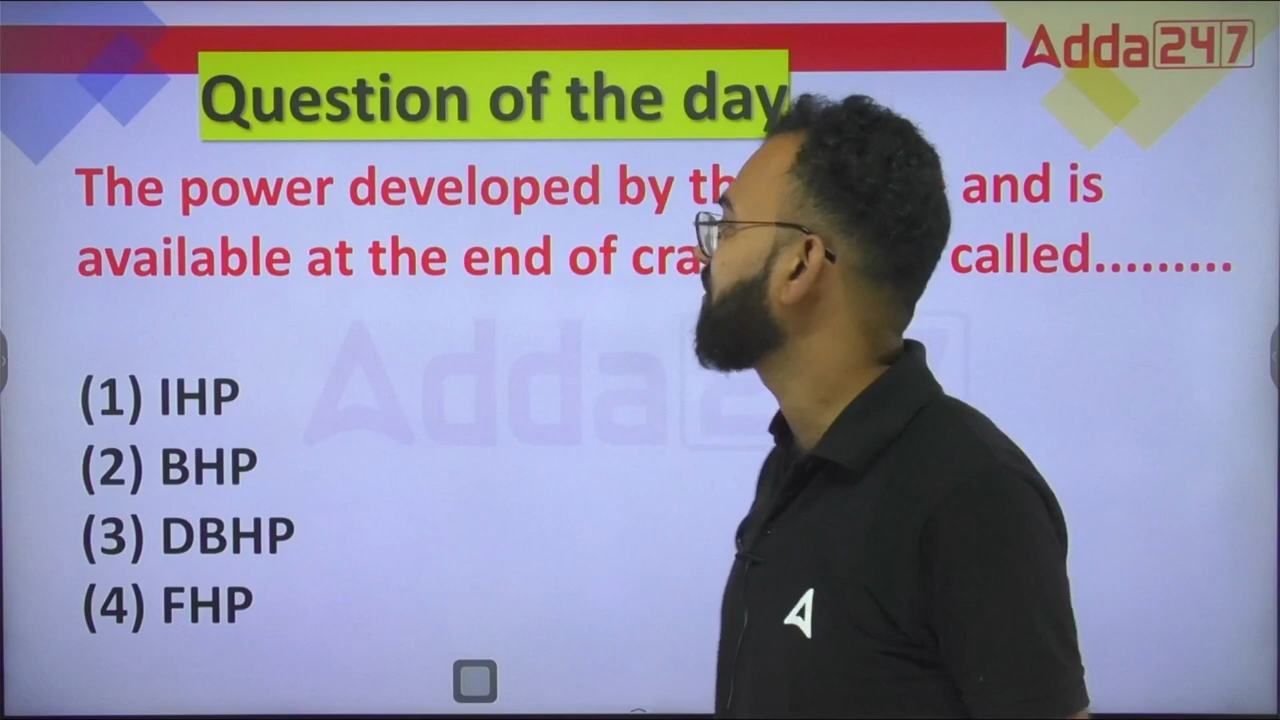 Adda247
Question of the day
The power developed by th and is
available at the end of cra called.........
Adda2
(1) IHP
(2) BHP
(3) DBHP
(4) FHP